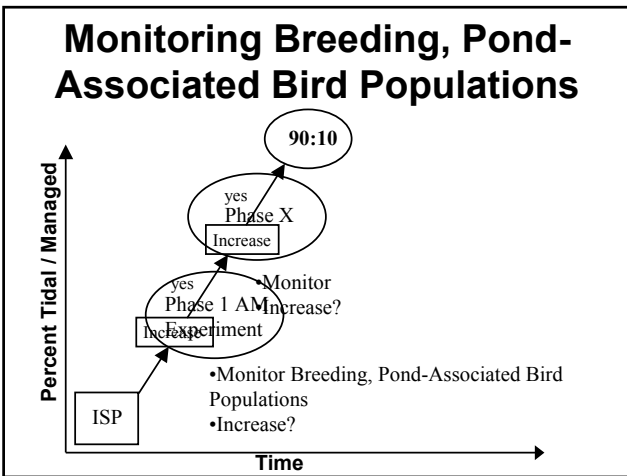 Monitoring Breeding, Pond-
Associated Bird Populations
90:10
yes
Phase X
Increase
yes
•Monitor
Phase 1 AM
•Increase?
Experiment
Increase
•Monitor Breeding, Pond-Associated Bird
Populations
•Increase?
ISP
Percent Tidal / Managed
Time